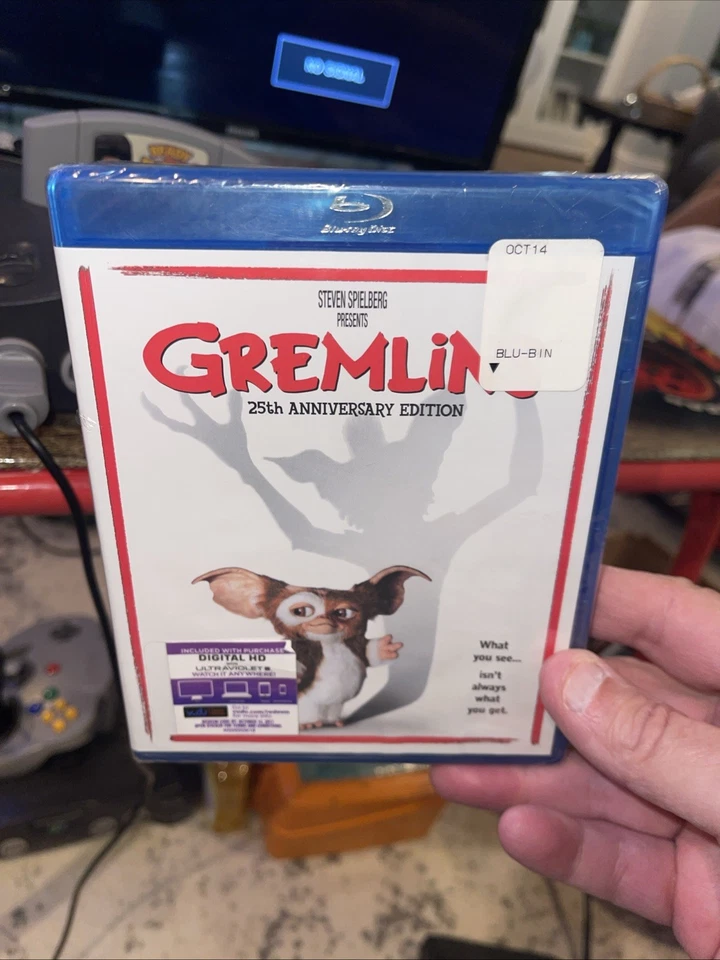 Blu-ray Disc
OCT14
BLU-BIN
STEVEN SPIELBERG
PRESENTS
GREMLIN
25th ANNIVERSARY EDITION
What
you see...
isn't
always
what
you get.
INCLUDED WITH PURCHASE
DIGITAL HD
with
ULTRAVIOLET
WATCH IT ANYWHERE!